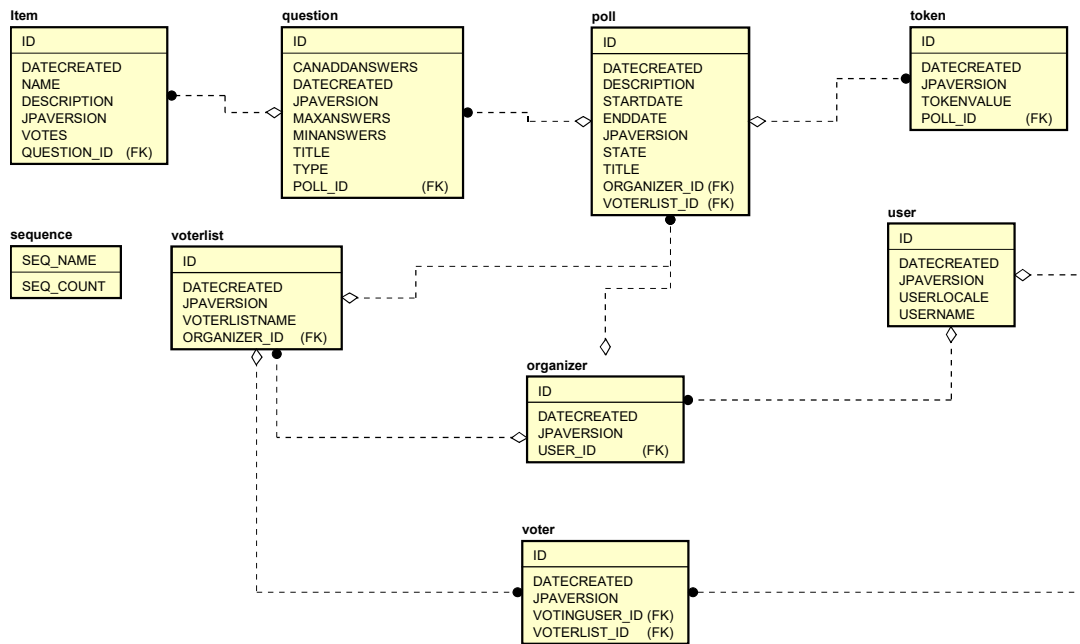 Item
ID
DATECREATED
NAME
DESCRIPTION
JPAVERSION
VOTES
QUESTION_ID (FK)
question
ID
CANADDANSWERS
DATECREATED
JPAVERSION
MAXANSWERS
MINANSWERS
TITLE
TYPE
POLL_ID (FK)
poll
ID
DATECREATED
DESCRIPTION
STARTDATE
ENDDATE
JPAVERSION
STATE
TITLE
ORGANIZER_ID (FK)
VOTERLIST_ID (FK)
token
ID
DATECREATED
JPAVERSION
TOKENVALUE
POLL_ID (FK)
sequence
SEQ_NAME
SEQ_COUNT
voterlist
ID
DATECREATED
JPAVERSION
VOTERLISTNAME
ORGANIZER_ID (FK)
user
ID
DATECREATED
JPAVERSION
USERLOCALE
USERNAME
organizer
ID
DATECREATED
JPAVERSION
USER_ID (FK)
voter
ID
DATECREATED
JPAVERSION
VOTINGUSER_ID (FK)
VOTERLIST_ID (FK)